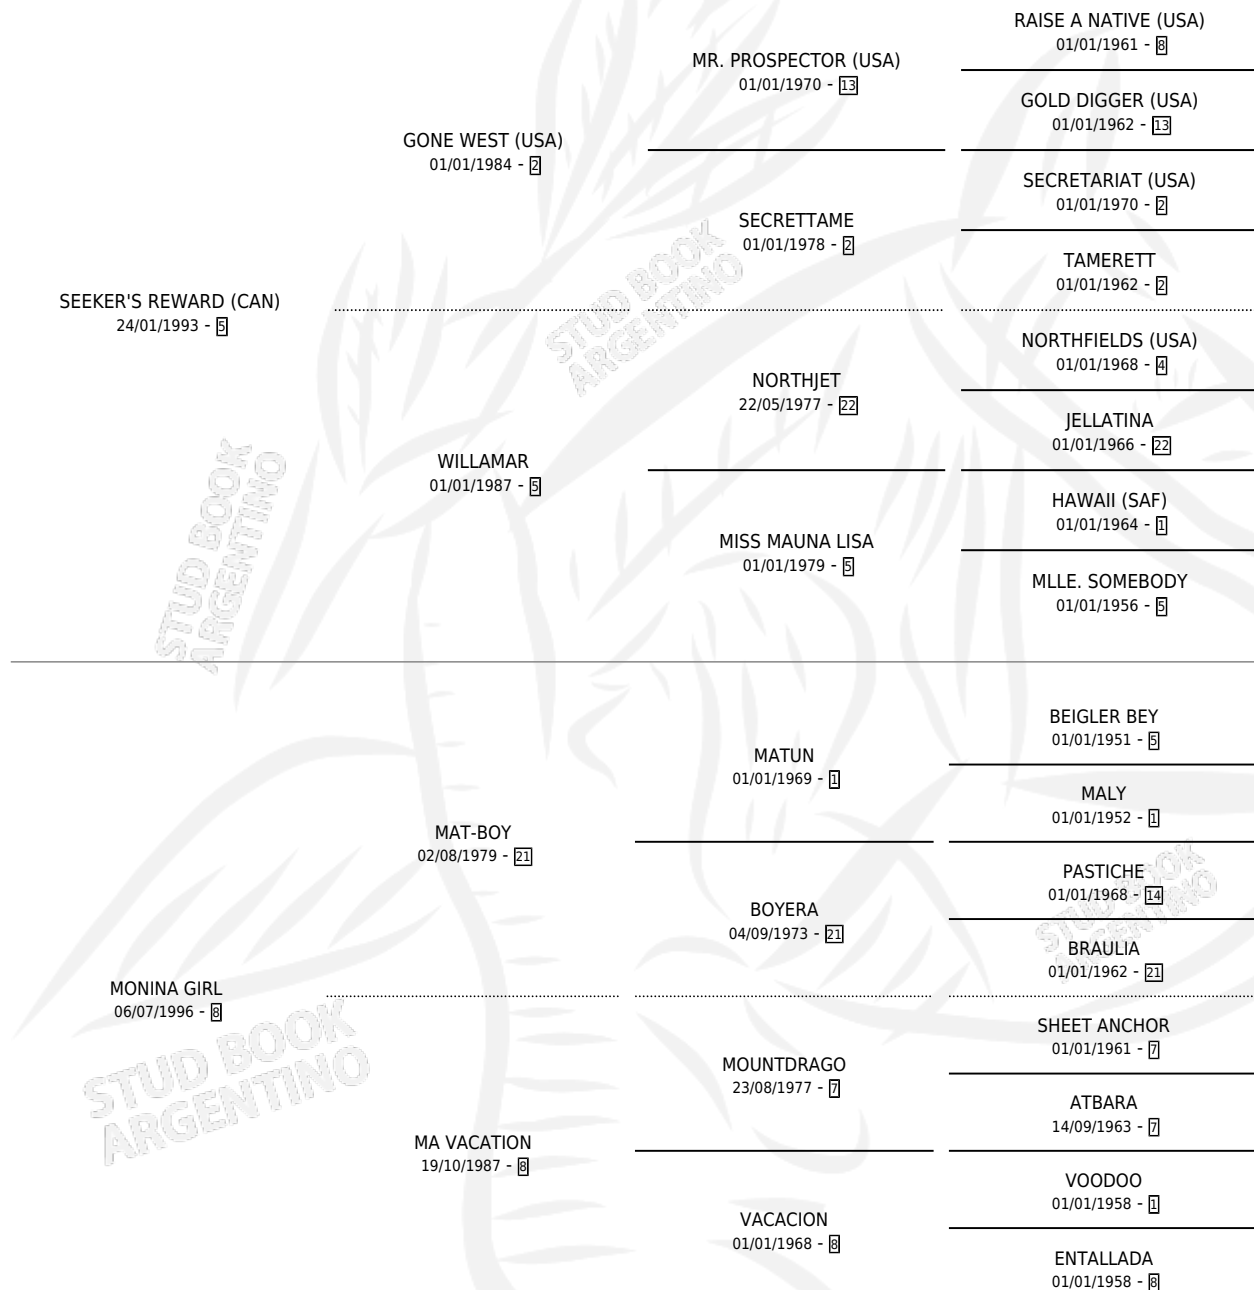 RAISE A NATIVE (USA)
01/01/1961 - 8
MR. PROSPECTOR (USA)
01/01/1970 - 13
GOLD DIGGER (USA)
01/01/1962 - 13
GONE WEST (USA)
01/01/1984 - 2
SECRETARIAT (USA)
01/01/1970 - 2
SECRETTAME
01/01/1978 - 2
TAMERETT
01/01/1962 - 2
SEEKER'S REWARD (CAN)
24/01/1993 - 5
NORTHFIELDS (USA)
01/01/1968 - 4
NORTHJET
22/05/1977 - 22
JELLATINA
01/01/1966 - 22
WILLAMAR
01/01/1987 - 5
HAWAII (SAF)
01/01/1964 - 1
MISS MAUNA LISA
01/01/1979 - 5
MLLE. SOMEBODY
01/01/1956 - 5
BEIGLER BEY
01/01/1951 - 5
MATUN
01/01/1969 - 1
MALY
01/01/1952 - 1
MAT-BOY
02/08/1979 - 21
PASTICHE
01/01/1968 - 14
BOYERA
04/09/1973 - 21
BRAULIA
01/01/1962 - 21
MONINA GIRL
06/07/1996 - 8
SHEET ANCHOR
01/01/1961 - 7
MOUNTDRAGO
23/08/1977 - 7
ATBARA
14/09/1963 - 7
MA VACATION
19/10/1987 - 8
VOODOO
01/01/1958 - 1
VACACION
01/01/1968 - 8
ENTALLADA
01/01/1958 - 8
STUD BOOK
ARGENTINO
STUD BOOK
ARGENTINO
STUD BOOK
ARGENTINO
STUD BOOK
ARGENTINO